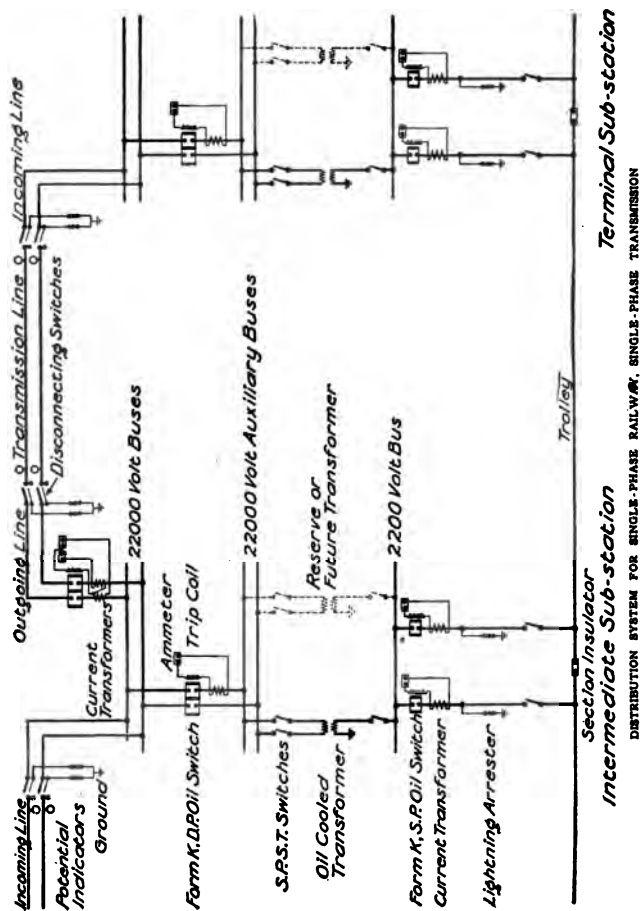 Incoming Line
Outgoing Line
Transmission Line
Incoming Line
Disconnecting Switches
Potential
Indicators
Ground
Current
Transformers
22000 Volt Buses
Ammeter
Trip Coil
Form K, D.P. Oil Switch
22000 Volt Auxiliary Buses
S.P.S.T. Switches
Oil Cooled
Transformer
Reserve or
Future Transformer
2200 Volt Bus
Form K, S.P. Oil Switch
Current Transformer
Lightning Arrester
Section Insulator
Trolley
Intermediate Sub-station
Terminal Sub-station
DISTRIBUTION SYSTEM FOR SINGLE-PHASE RAILWAY, SINGLE-PHASE TRANSMISSION